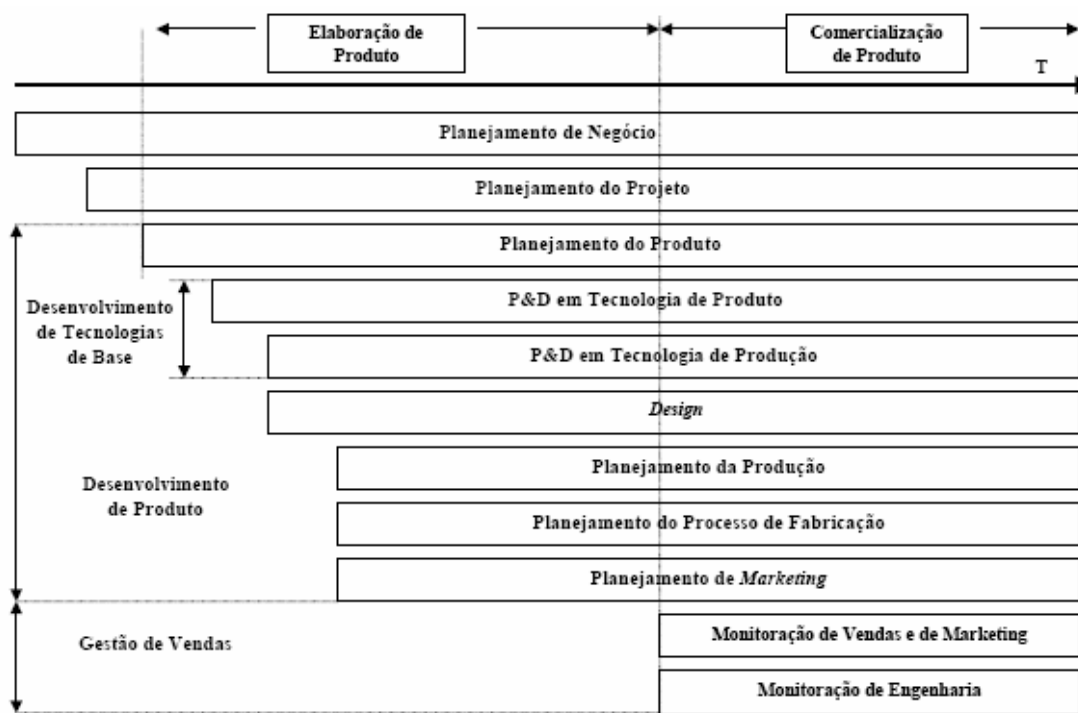 Elaboração de
Produto
Comercialização
de Produto
T
Planejamento de Negócio
Planejamento do Projeto
Planejamento do Produto
Desenvolvimento
de Tecnologias
de Base
P&D em Tecnologia de Produto
P&D em Tecnologia de Produção
Design
Desenvolvimento
de Produto
Planejamento da Produção
Planejamento do Processo de Fabricação
Planejamento de Marketing
Gestão de Vendas
Monitoração de Vendas e de Marketing
Monitoração de Engenharia